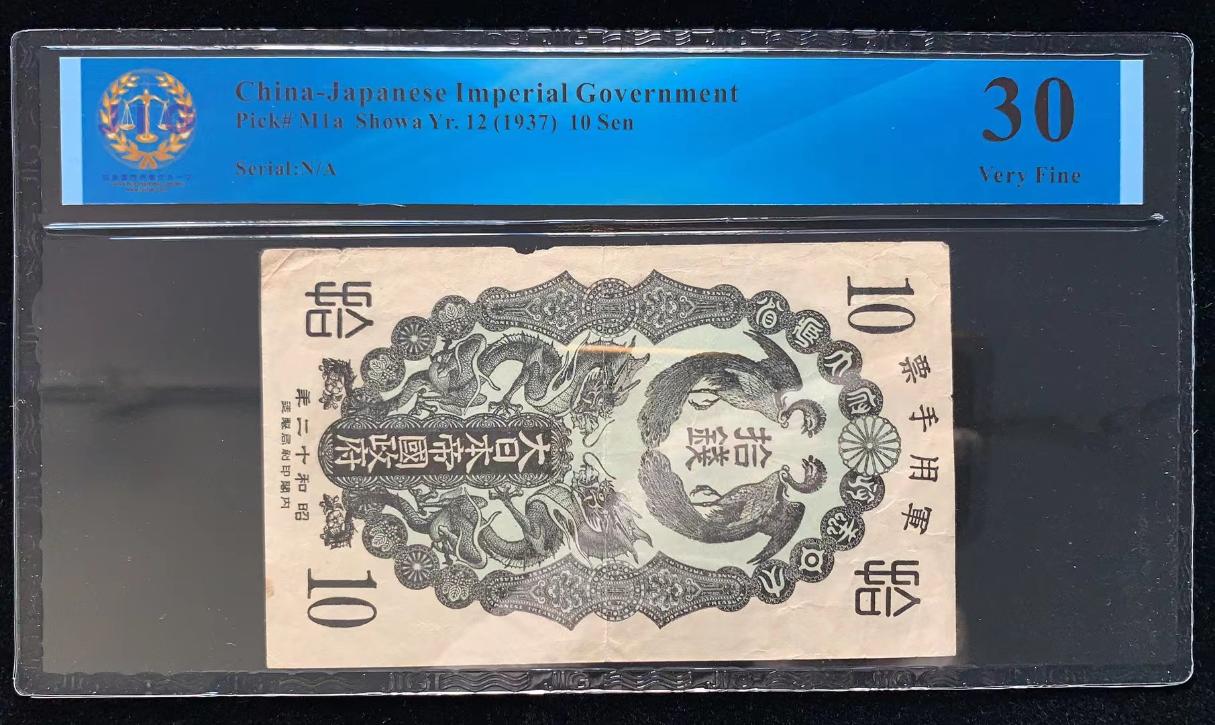 China-Japanese Imperial Government
Pick# M1a Showa Yr. 12 (1937) 10 Sen
Serial:N/A
30
Very Fine
10
拾
軍用手票
拾錢
大日本帝國政府
拾
10
昭和十二年
內閣印刷局製造